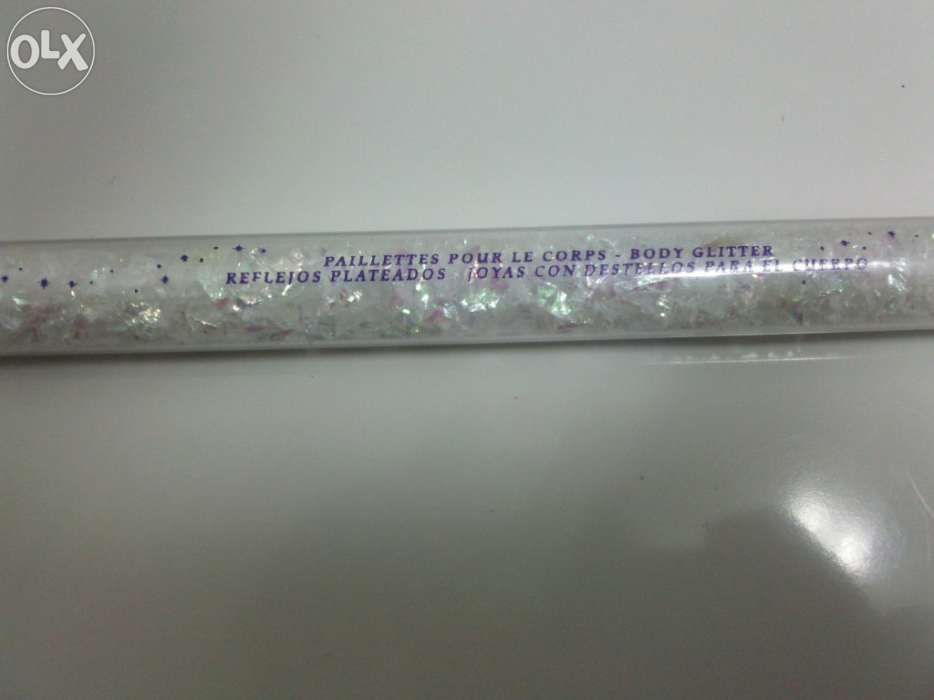 OLX
PAILLETTES POUR LE CORPS - BODY GLITTER
REFLEJOS PLATEADOS JOYAS CON DESTELLOS PARA EL CUERPO